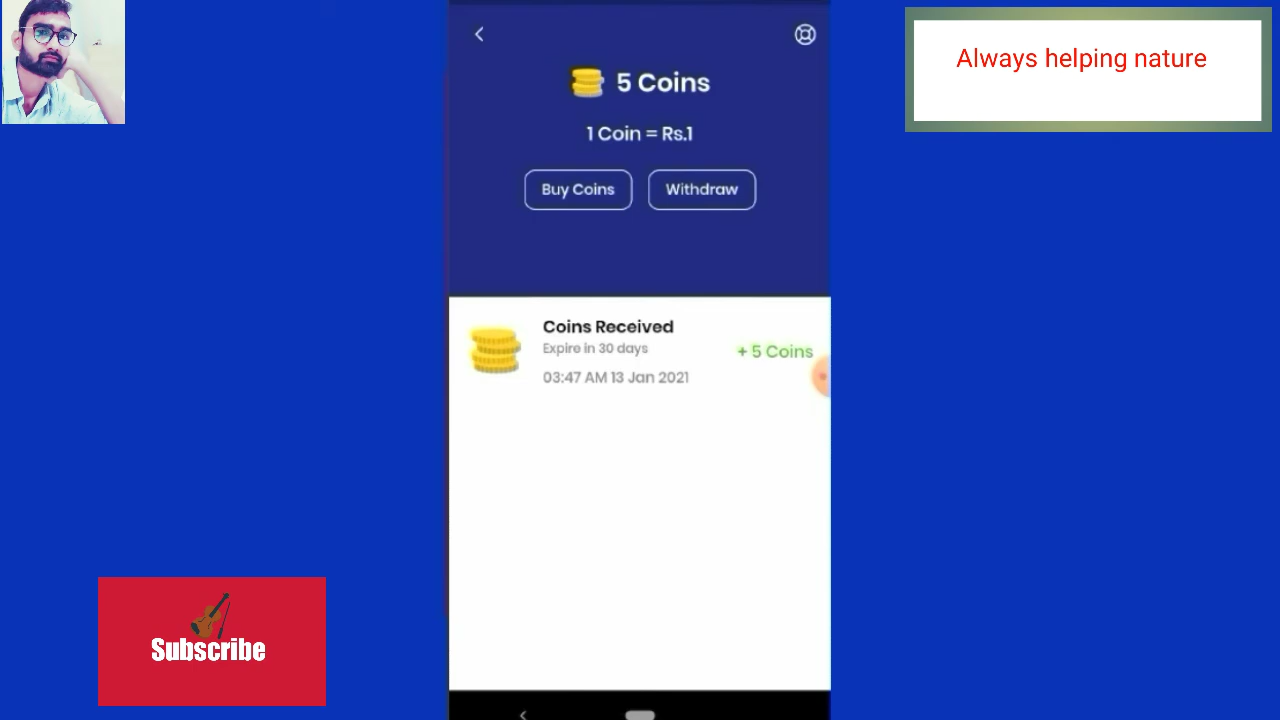 Always helping nature
5 Coins
1 Coin = Rs.1
Buy Coins
Withdraw
Coins Received
Expire in 30 days
+ 5 Coins
03:47 AM 13 Jan 2021
Subscribe